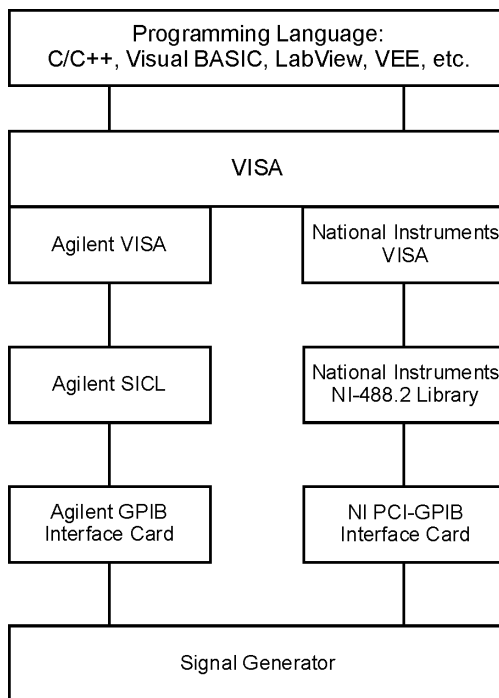 Programming Language:
C/C++, Visual BASIC, LabView, VEE, etc.
VISA
Agilent VISA
National Instruments
VISA
Agilent SICL
National Instruments
NI-488.2 Library
Agilent GPIB
Interface Card
NI PCI-GPIB
Interface Card
Signal Generator